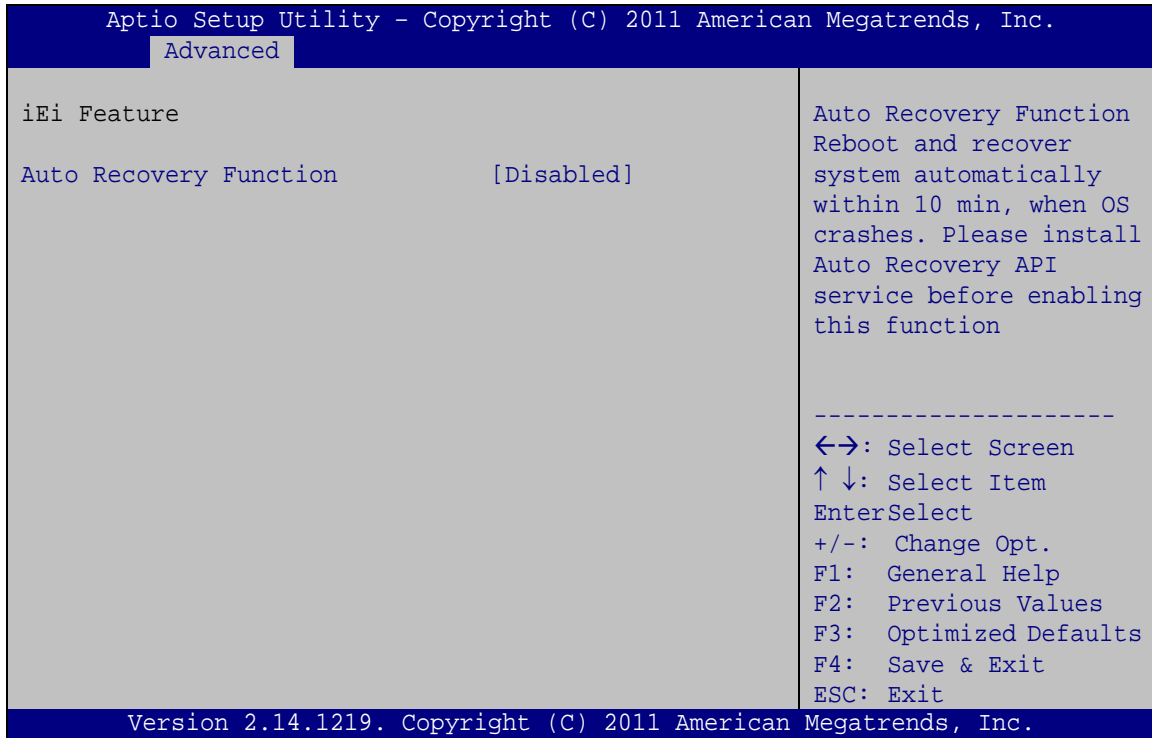 Aptio Setup Utility – Copyright (C) 2011 American Megatrends, Inc.
Advanced
iEi Feature
Auto Recovery Function [Disabled]
Auto Recovery Function
Reboot and recover
system automatically
within 10 min, when OS
crashes. Please install
Auto Recovery API
service before enabling
this function
---------------------
←→: Select Screen
↑ ↓: Select Item
EnterSelect
+/-: Change Opt.
F1: General Help
F2: Previous Values
F3: Optimized Defaults
F4: Save & Exit
ESC: Exit
Version 2.14.1219. Copyright (C) 2011 American Megatrends, Inc.